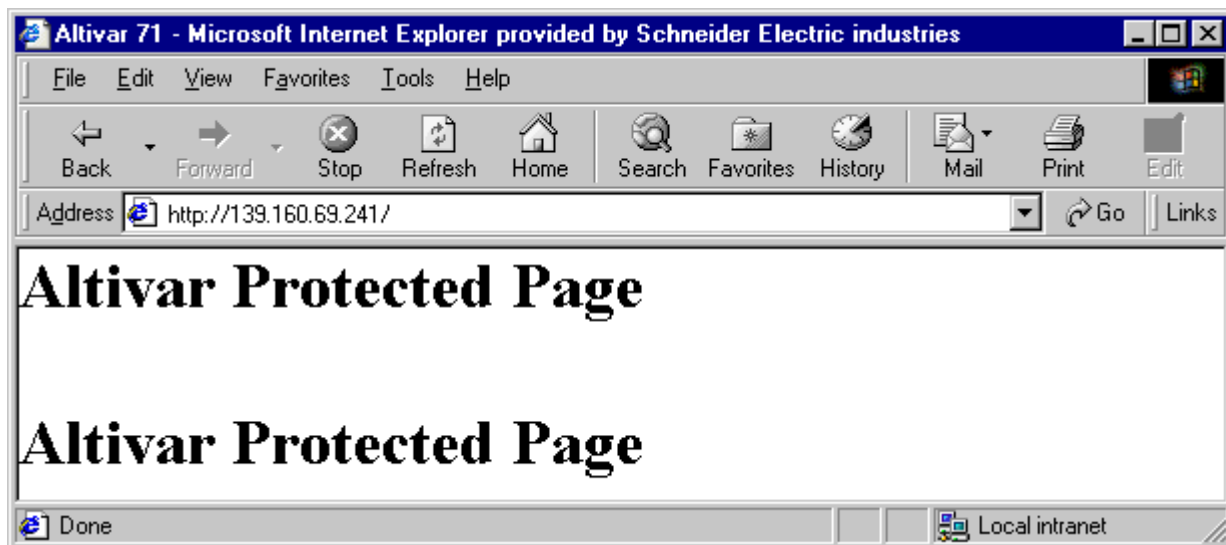 Altivar 71 - Microsoft Internet Explorer provided by Schneider Electric industries
File Edit View Favorites Tools Help
Back Forward Stop Refresh Home Search Favorites History Mail Print Edit
Address http://139.160.69.241/ Go Links
Altivar Protected Page
Altivar Protected Page
Done Local intranet